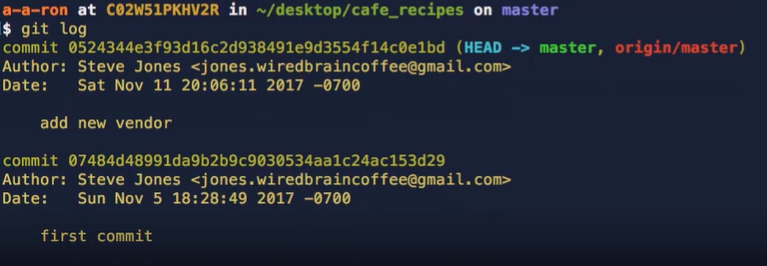 a-a-ron at C02W51PKHV2R in ~/desktop/cafe_recipes on master
$ git log
commit 0524344e3f93d16c2d938491e9d3554f14c0e1bd (HEAD -> master, origin/master)
Author: Steve Jones <jones.wiredbraincoffee@gmail.com>
Date:   Sat Nov 11 20:06:11 2017 -0700
    add new vendor
commit 07484d48991da9b2b9c9030534aa1c24ac153d29
Author: Steve Jones <jones.wiredbraincoffee@gmail.com>
Date:   Sun Nov 5 18:28:49 2017 -0700
    first commit